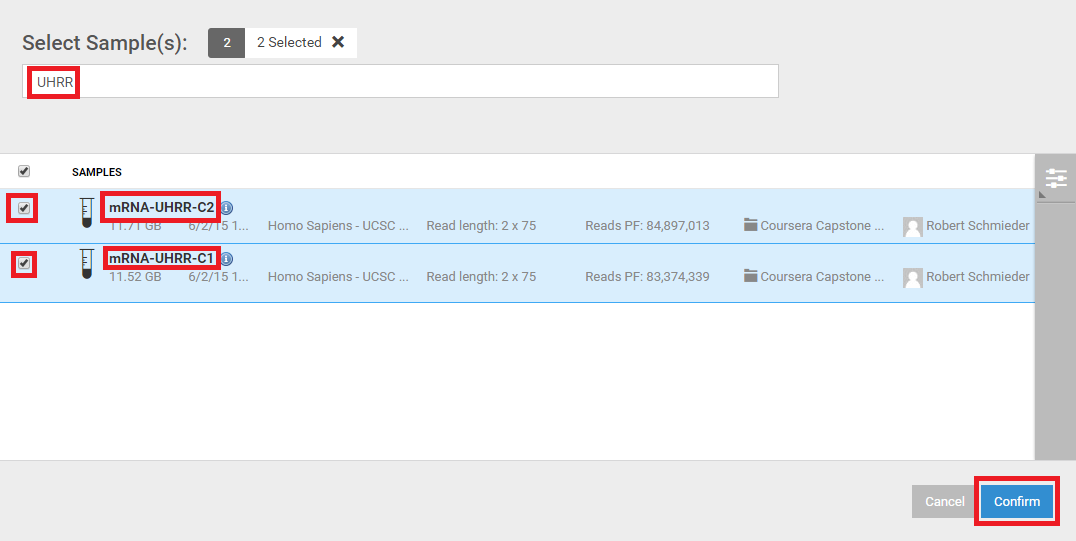 Select Sample(s): 2 2 Selected ✖
UHRR
SAMPLES
mRNA-UHRR-C2
11.71 GB 6/2/15 1... Homo Sapiens - UCSC ... Read length: 2 x 75 Reads PF: 84,897,013 Coursera Capstone ... Robert Schmieder
mRNA-UHRR-C1
11.52 GB 6/2/15 1... Homo Sapiens - UCSC ... Read length: 2 x 75 Reads PF: 83,374,339 Coursera Capstone ... Robert Schmieder
Cancel Confirm